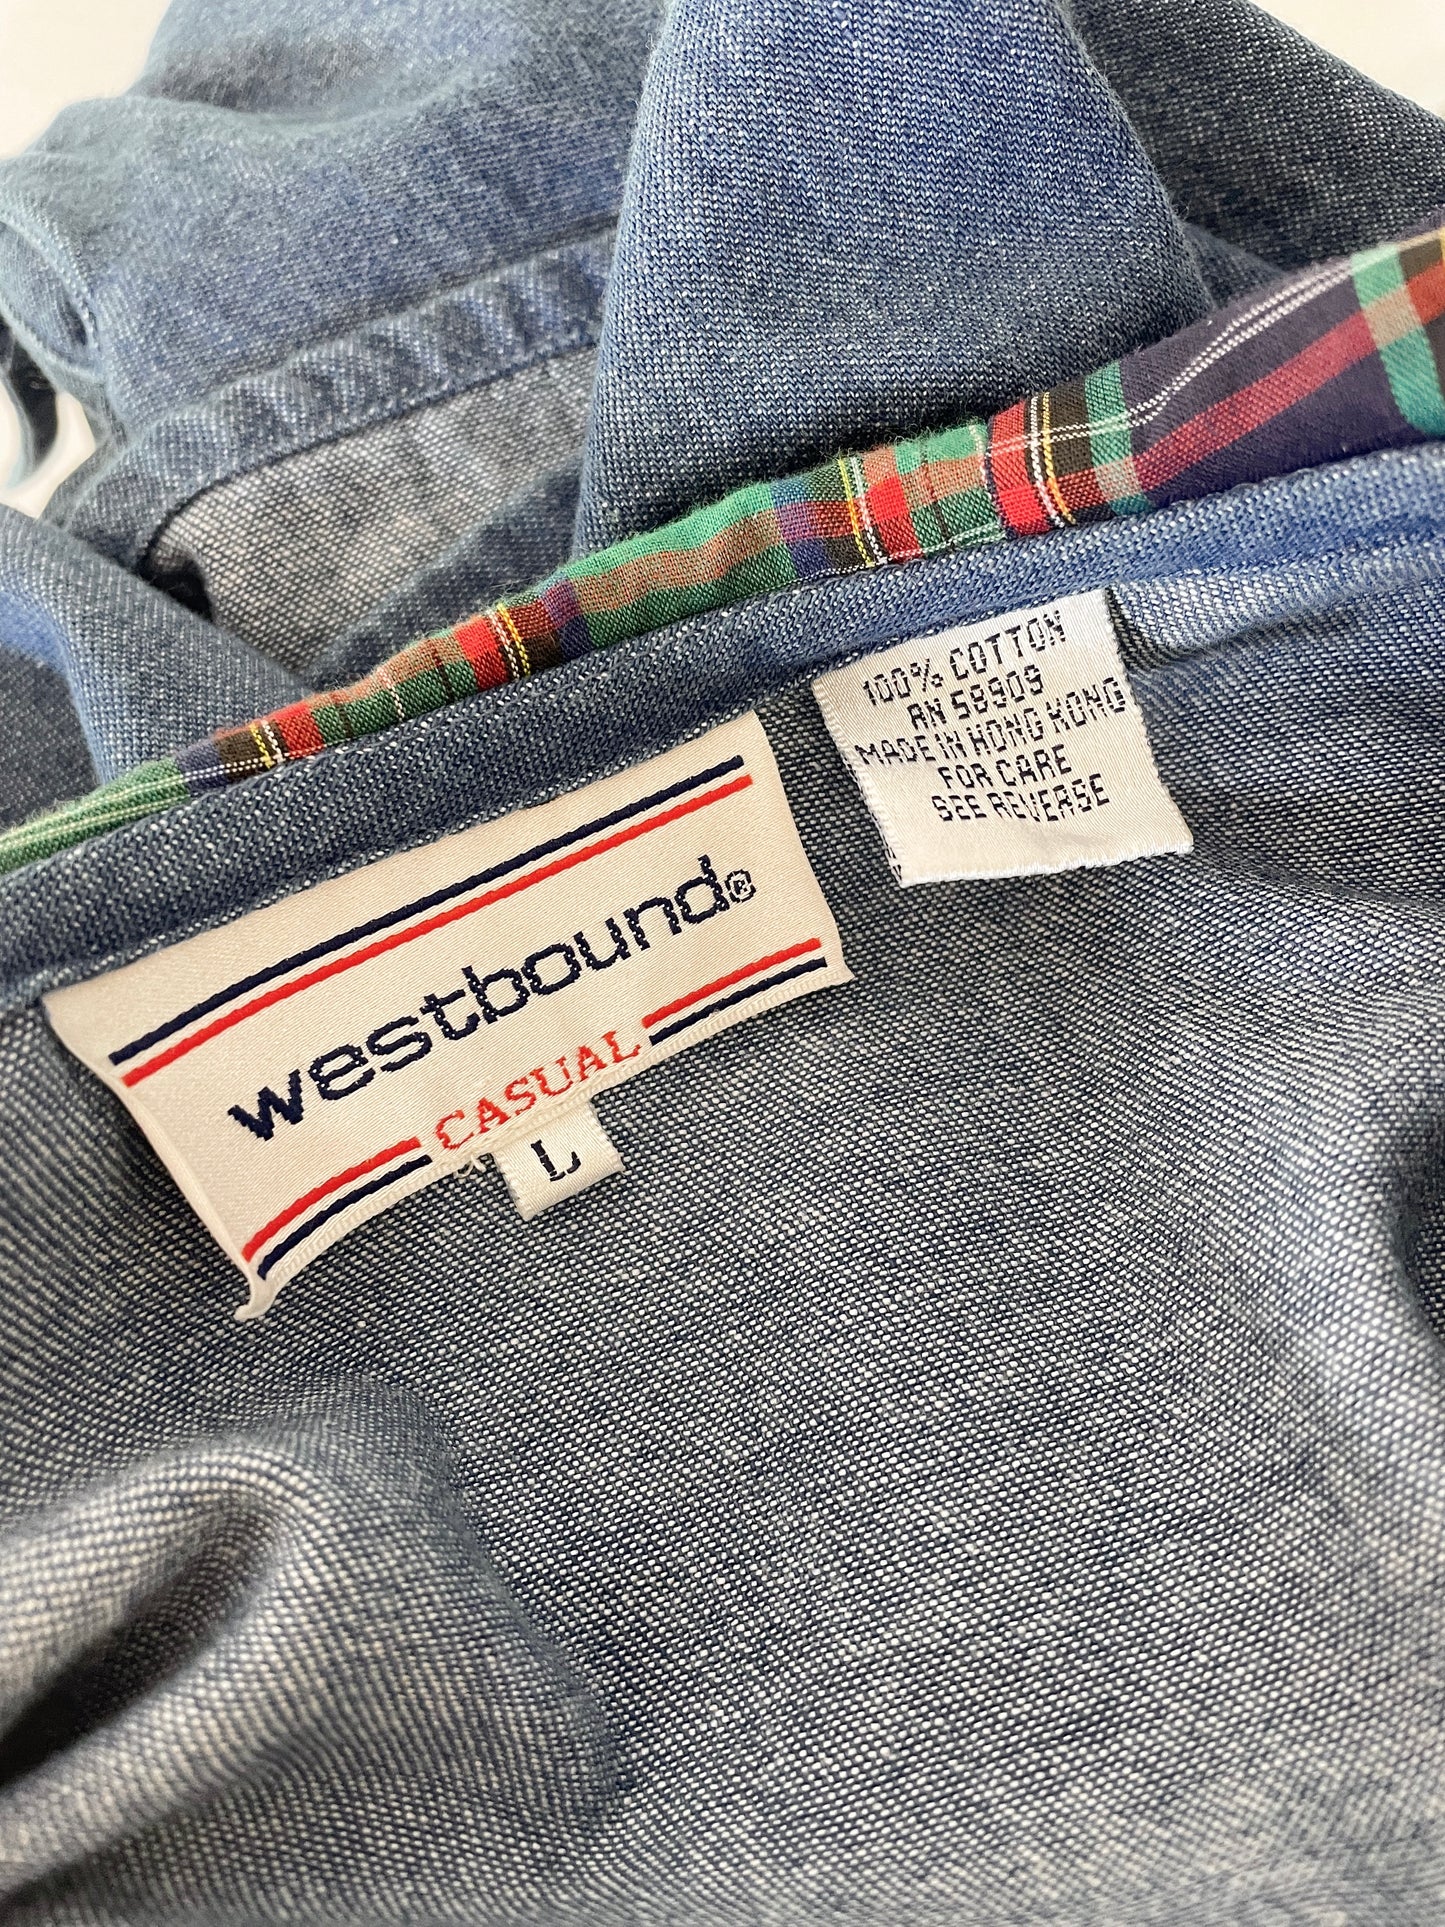 100% COTTON
RN 58909
MADE IN HONG KONG
FOR CARE
SEE REVERSE
westbound®
CASUAL
L